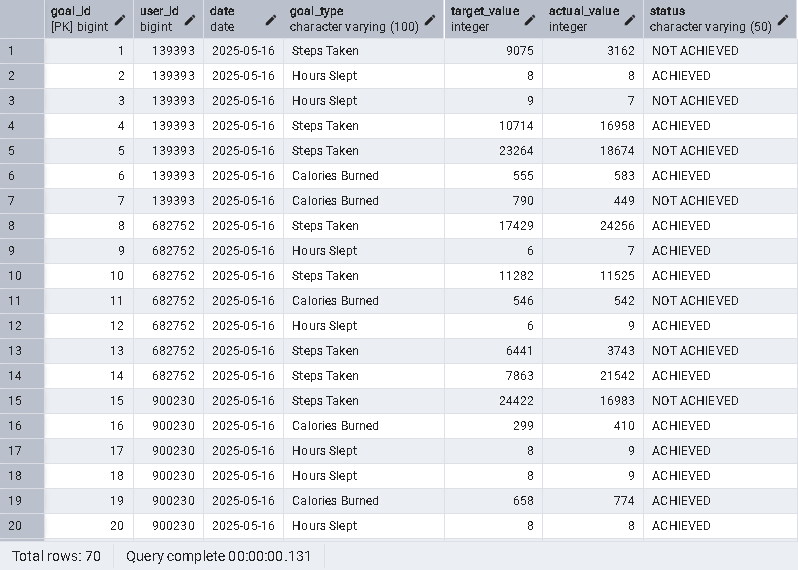 goal_id user_id date goal_type target_value actual_value status
[PK] bigint bigint date character varying (100) integer integer character varying (50)
1 1 139393 2025-05-16 Steps Taken 9075 3162 NOT ACHIEVED
2 2 139393 2025-05-16 Hours Slept 8 8 ACHIEVED
3 3 139393 2025-05-16 Hours Slept 9 7 NOT ACHIEVED
4 4 139393 2025-05-16 Steps Taken 10714 16958 ACHIEVED
5 5 139393 2025-05-16 Steps Taken 23264 18674 NOT ACHIEVED
6 6 139393 2025-05-16 Calories Burned 555 583 ACHIEVED
7 7 139393 2025-05-16 Calories Burned 790 449 NOT ACHIEVED
8 8 682752 2025-05-16 Steps Taken 17429 24256 ACHIEVED
9 9 682752 2025-05-16 Hours Slept 6 7 ACHIEVED
10 10 682752 2025-05-16 Steps Taken 11282 11525 ACHIEVED
11 11 682752 2025-05-16 Calories Burned 546 542 NOT ACHIEVED
12 12 682752 2025-05-16 Hours Slept 6 9 ACHIEVED
13 13 682752 2025-05-16 Steps Taken 6441 3743 NOT ACHIEVED
14 14 682752 2025-05-16 Steps Taken 7863 21542 ACHIEVED
15 15 900230 2025-05-16 Steps Taken 24422 16983 NOT ACHIEVED
16 16 900230 2025-05-16 Calories Burned 299 410 ACHIEVED
17 17 900230 2025-05-16 Hours Slept 8 9 ACHIEVED
18 18 900230 2025-05-16 Hours Slept 8 9 ACHIEVED
19 19 900230 2025-05-16 Calories Burned 658 774 ACHIEVED
20 20 900230 2025-05-16 Hours Slept 8 8 ACHIEVED
Total rows: 70 Query complete 00:00:00.131